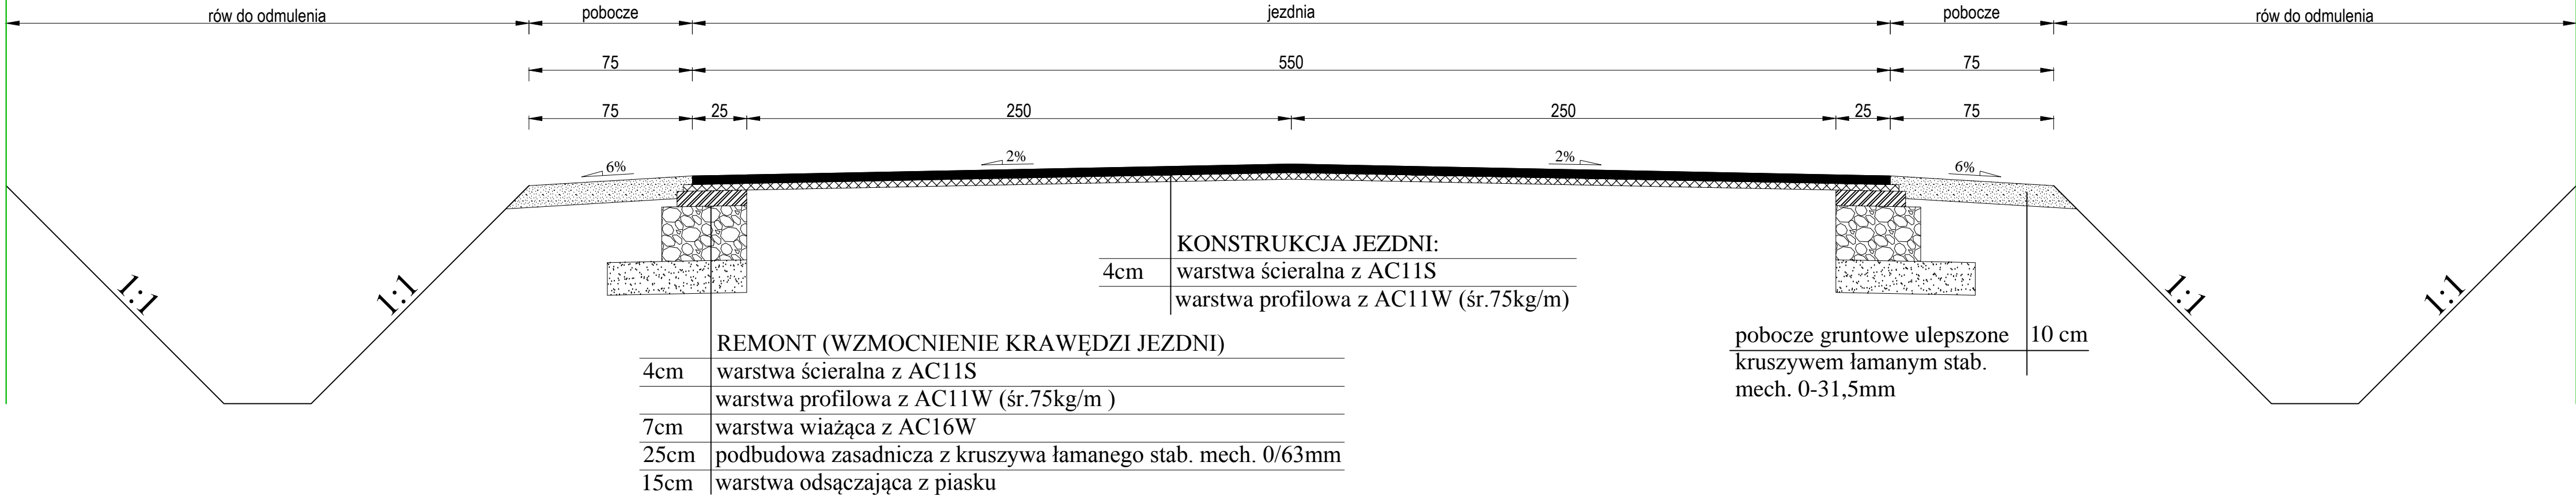 rów do odmulenia
pobocze
jezdnia
pobocze
rów do odmulenia
75
550
75
75
25
250
250
25
75
6%
2%
2%
6%
1:1
1:1
1:1
1:1
KONSTRUKCJA JEZDNI:
4cm warstwa ścieralna z AC11S
warstwa profilowa z AC11W (śr.75kg/m)
REMONT (WZMOCNIENIE KRAWĘDZI JEZDNI)
4cm warstwa ścieralna z AC11S
warstwa profilowa z AC11W (śr.75kg/m )
7cm warstwa wiażąca z AC16W
25cm podbudowa zasadnicza z kruszywa łamanego stab. mech. 0/63mm
15cm warstwa odsączająca z piasku
pobocze gruntowe ulepszone 10 cm
kruszywem łamanym stab.
mech. 0-31,5mm